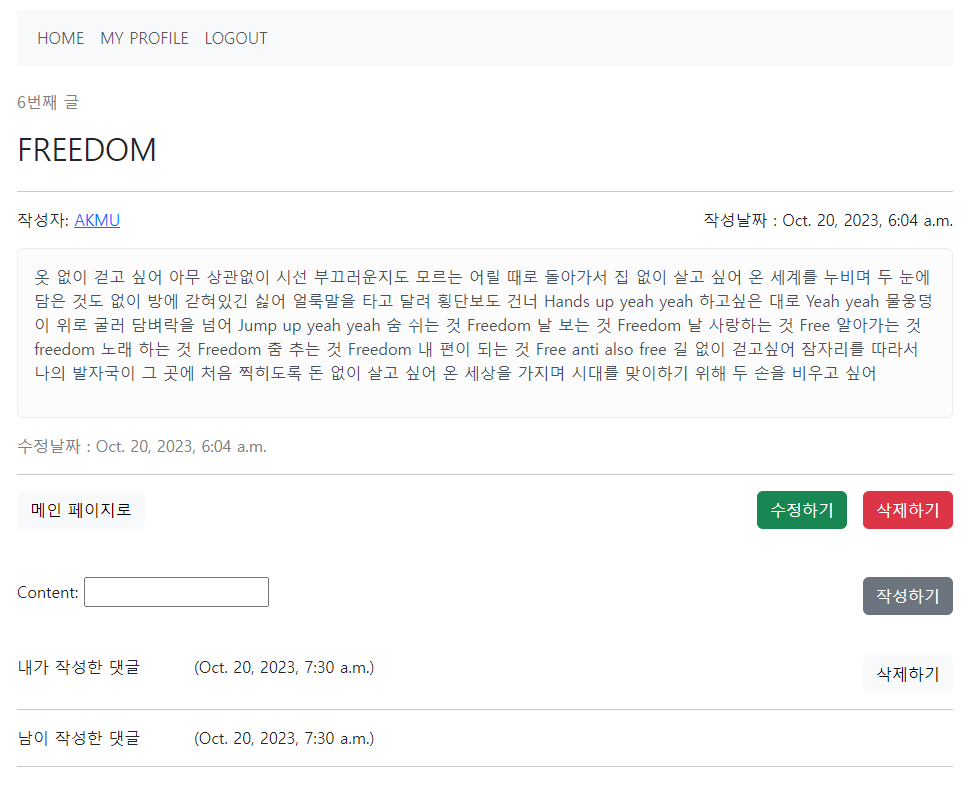 HOME MY PROFILE LOGOUT
6번째 글
FREEDOM
작성자: AKMU 작성날짜 : Oct. 20, 2023, 6:04 a.m.
옷 없이 걷고 싶어 아무 상관없이 시선 부끄러운지도 모르는 어릴 때로 돌아가서 집 없이 살고 싶어 온 세계를 누비며 두 눈에
담은 것도 없이 방에 갇혀있긴 싫어 얼룩말을 타고 달려 횡단보도 건너 Hands up yeah yeah 하고싶은 대로 Yeah yeah 물웅덩
이 위로 굴러 담벼락을 넘어 Jump up yeah yeah 숨 쉬는 것 Freedom 날 보는 것 Freedom 날 사랑하는 것 Free 알아가는 것
freedom 노래 하는 것 Freedom 춤 추는 것 Freedom 내 편이 되는 것 Free anti also free 길 없이 걷고싶어 잠자리를 따라서
나의 발자국이 그 곳에 처음 찍히도록 돈 없이 살고 싶어 온 세상을 가지며 시대를 맞이하기 위해 두 손을 비우고 싶어
수정날짜 : Oct. 20, 2023, 6:04 a.m.
메인 페이지로 수정하기 삭제하기
Content: 작성하기
내가 작성한 댓글 (Oct. 20, 2023, 7:30 a.m.) 삭제하기
남이 작성한 댓글 (Oct. 20, 2023, 7:30 a.m.)